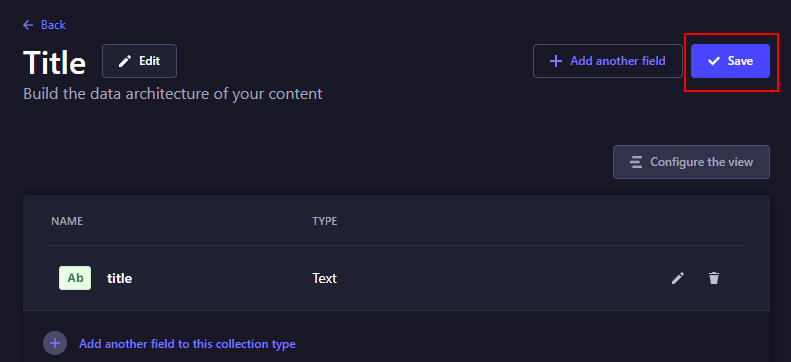 Back
Title
Edit
Add another field
Save
Build the data architecture of your content
Configure the view
NAME TYPE
Ab title Text
Add another field to this collection type